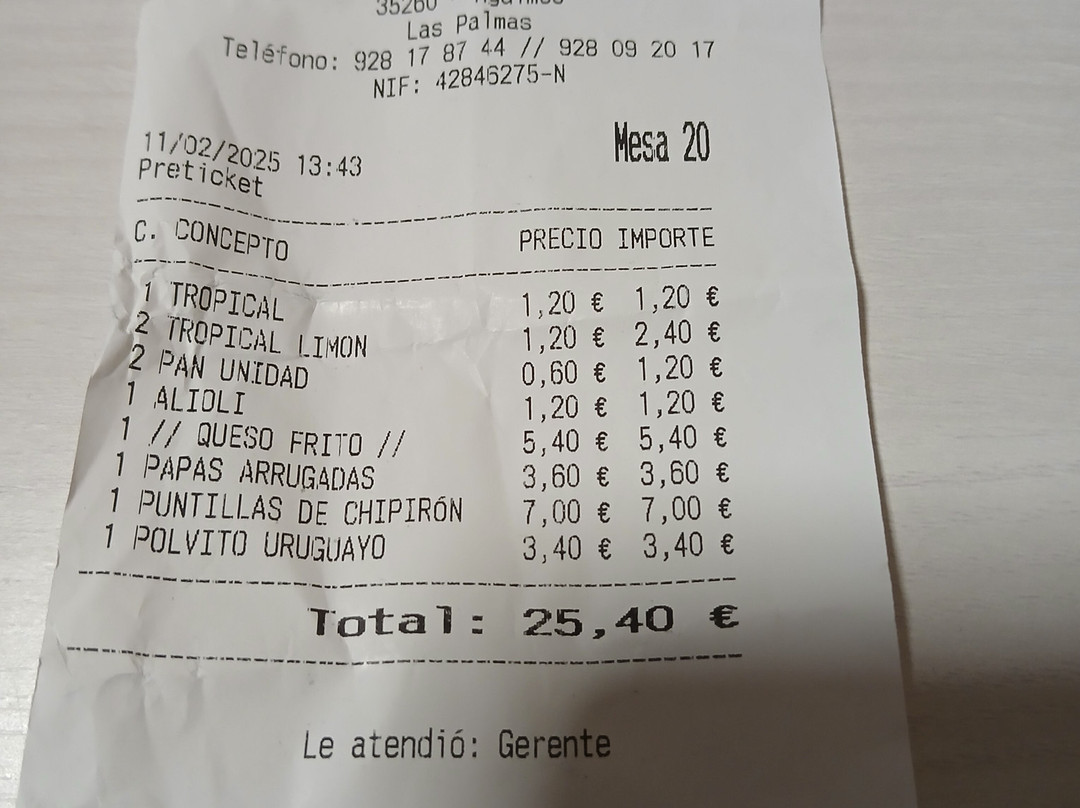 35260
Las Palmas
Teléfono: 928 17 87 44 // 928 09 20 17
NIF: 42846275-N
Mesa 20
11/02/2025 13:43
Preticket
C. CONCEPTO PRECIO IMPORTE
1 TROPICAL 1,20 € 1,20 €
2 TROPICAL LIMON 1,20 € 2,40 €
2 PAN UNIDAD 0,60 € 1,20 €
1 ALIOLI 1,20 € 1,20 €
1 // QUESO FRITO // 5,40 € 5,40 €
1 PAPAS ARRUGADAS 3,60 € 3,60 €
1 PUNTILLAS DE CHIPIRÓN 7,00 € 7,00 €
1 POLVITO URUGUAYO 3,40 € 3,40 €
Total: 25,40 €
Le atendió: Gerente